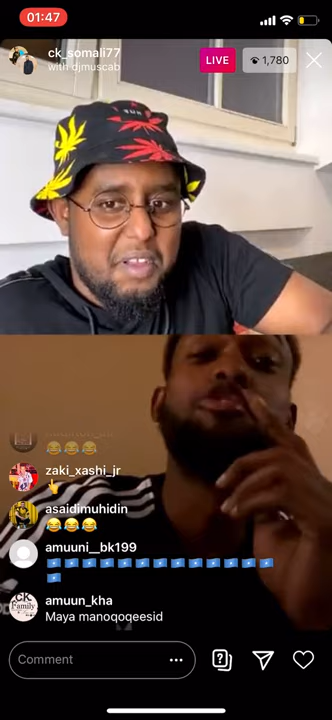 01:47
ck_somali77
with djmuscab
LIVE
1,780
😂😂😂
zaki_xashi_jr
👆
asaidimuhidin
😂😂😂
amuuni__bk199
🇸🇴🇸🇴🇸🇴🇸🇴🇸🇴🇸🇴🇸🇴🇸🇴🇸🇴🇸🇴🇸🇴🇸🇴🇸🇴
🇸🇴
amuun_kha
Maya manoqoqeesid
Comment